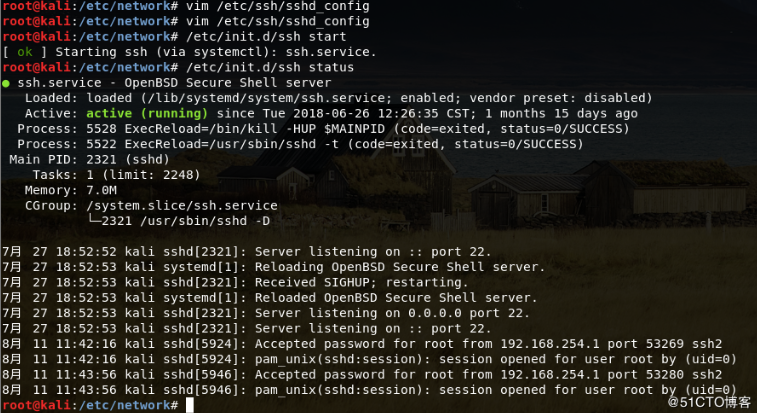 root@kali:/etc/network# vim /etc/ssh/sshd_config
root@kali:/etc/network# vim /etc/ssh/sshd_config
root@kali:/etc/network# /etc/init.d/ssh start
[ ok ] Starting ssh (via systemctl): ssh.service.
root@kali:/etc/network# /etc/init.d/ssh status
● ssh.service - OpenBSD Secure Shell server
   Loaded: loaded (/lib/systemd/system/ssh.service; enabled; vendor preset: disabled)
   Active: active (running) since Tue 2018-06-26 12:26:35 CST; 1 months 15 days ago
  Process: 5528 ExecReload=/bin/kill -HUP $MAINPID (code=exited, status=0/SUCCESS)
  Process: 5522 ExecReload=/usr/sbin/sshd -t (code=exited, status=0/SUCCESS)
 Main PID: 2321 (sshd)
    Tasks: 1 (limit: 2248)
   Memory: 7.0M
   CGroup: /system.slice/ssh.service
           └─2321 /usr/sbin/sshd -D
7月 27 18:52:52 kali sshd[2321]: Server listening on :: port 22.
7月 27 18:52:53 kali systemd[1]: Reloading OpenBSD Secure Shell server.
7月 27 18:52:53 kali sshd[2321]: Received SIGHUP; restarting.
7月 27 18:52:53 kali systemd[1]: Reloaded OpenBSD Secure Shell server.
7月 27 18:52:53 kali sshd[2321]: Server listening on 0.0.0.0 port 22.
7月 27 18:52:53 kali sshd[2321]: Server listening on :: port 22.
8月 11 11:42:16 kali sshd[5924]: Accepted password for root from 192.168.254.1 port 53269 ssh2
8月 11 11:42:16 kali sshd[5924]: pam_unix(sshd:session): session opened for user root by (uid=0)
8月 11 11:43:56 kali sshd[5946]: Accepted password for root from 192.168.254.1 port 53280 ssh2
8月 11 11:43:56 kali sshd[5946]: pam_unix(sshd:session): session opened for user root by (uid=0)
root@kali:/etc/network#
@51CTO博客